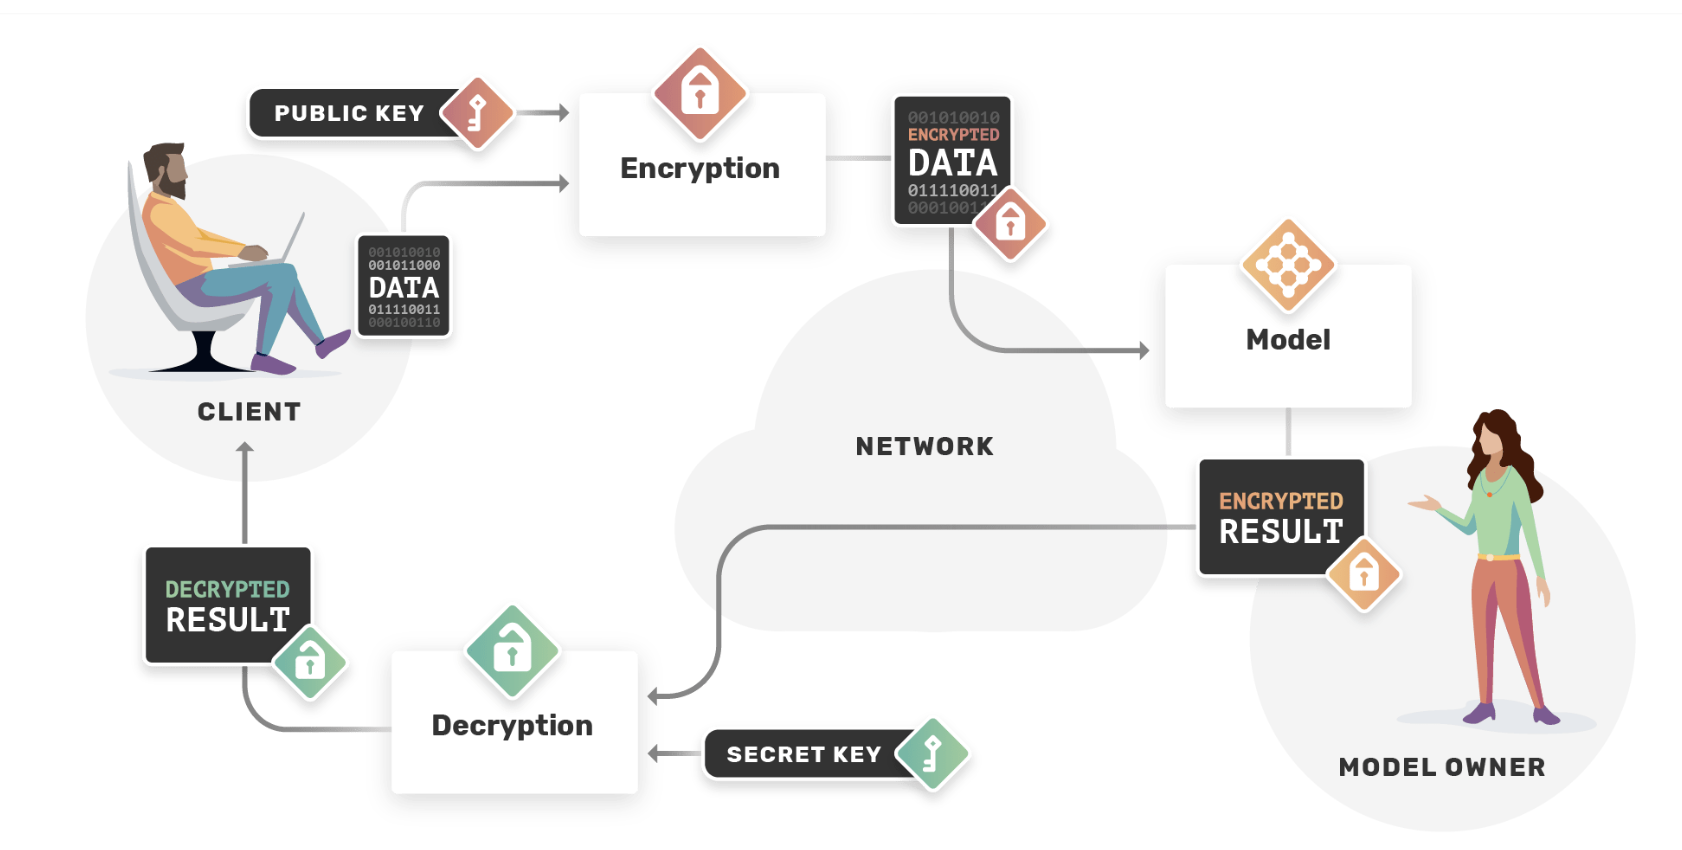 PUBLIC KEY
Encryption
001010010
ENCRYPTED
DATA
011110011
0001001
001010010
001011000
DATA
011110011
000100110
CLIENT
Model
NETWORK
ENCRYPTED
RESULT
DECRYPTED
RESULT
Decryption
SECRET KEY
MODEL OWNER